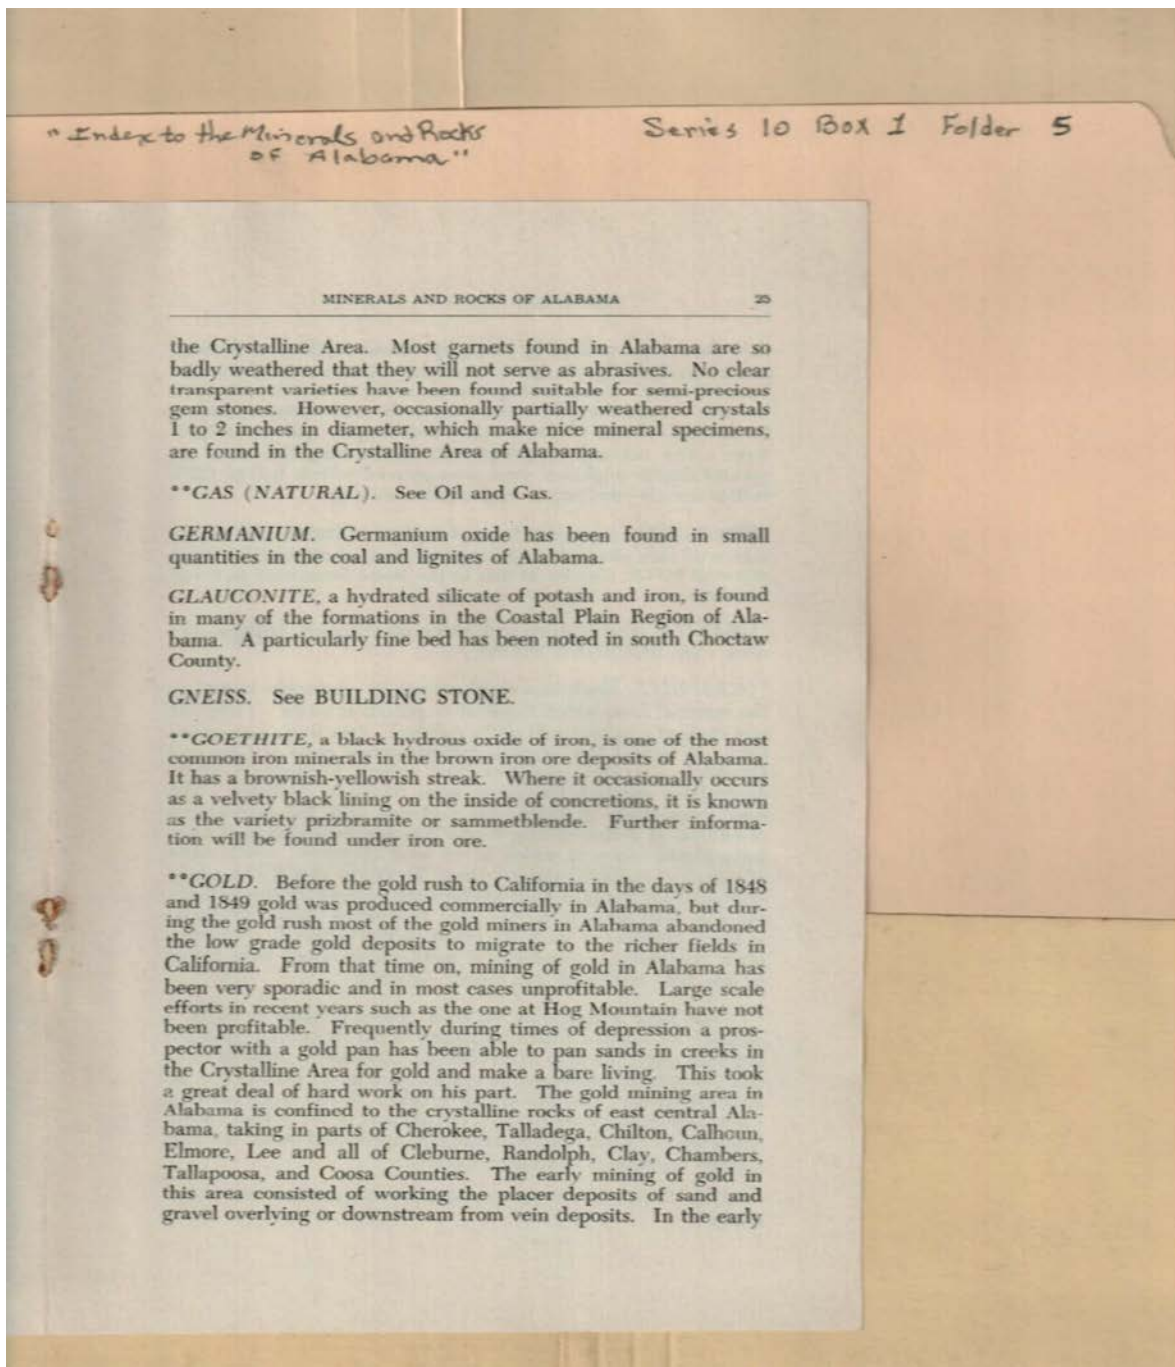 "Index to the Minerals and Rocks
of Alabama"
Series 10 Box 1 Folder 5
MINERALS AND ROCKS OF ALABAMA 25
the Crystalline Area. Most garnets found in Alabama are so
badly weathered that they will not serve as abrasives. No clear
transparent varieties have been found suitable for semi-precious
gem stones. However, occasionally partially weathered crystals
1 to 2 inches in diameter, which make nice mineral specimens,
are found in the Crystalline Area of Alabama.
**GAS (NATURAL). See Oil and Gas.
GERMANIUM. Germanium oxide has been found in small
quantities in the coal and lignites of Alabama.
GLAUCONITE, a hydrated silicate of potash and iron, is found
in many of the formations in the Coastal Plain Region of Ala-
bama. A particularly fine bed has been noted in south Choctaw
County.
GNEISS. See BUILDING STONE.
**GOETHITE, a black hydrous oxide of iron, is one of the most
common iron minerals in the brown iron ore deposits of Alabama.
It has a brownish-yellowish streak. Where it occasionally occurs
as a velvety black lining on the inside of concretions, it is known
as the variety prizbramite or sammetblende. Further informa-
tion will be found under iron ore.
**GOLD. Before the gold rush to California in the days of 1848
and 1849 gold was produced commercially in Alabama, but dur-
ing the gold rush most of the gold miners in Alabama abandoned
the low grade gold deposits to migrate to the richer fields in
California. From that time on, mining of gold in Alabama has
been very sporadic and in most cases unprofitable. Large scale
efforts in recent years such as the one at Hog Mountain have not
been profitable. Frequently during times of depression a pros-
pector with a gold pan has been able to pan sands in creeks in
the Crystalline Area for gold and make a bare living. This took
a great deal of hard work on his part. The gold mining area in
Alabama is confined to the crystalline rocks of east central Ala-
bama, taking in parts of Cherokee, Talladega, Chilton, Calhoun,
Elmore, Lee and all of Cleburne, Randolph, Clay, Chambers,
Tallapoosa, and Coosa Counties. The early mining of gold in
this area consisted of working the placer deposits of sand and
gravel overlying or downstream from vein deposits. In the early